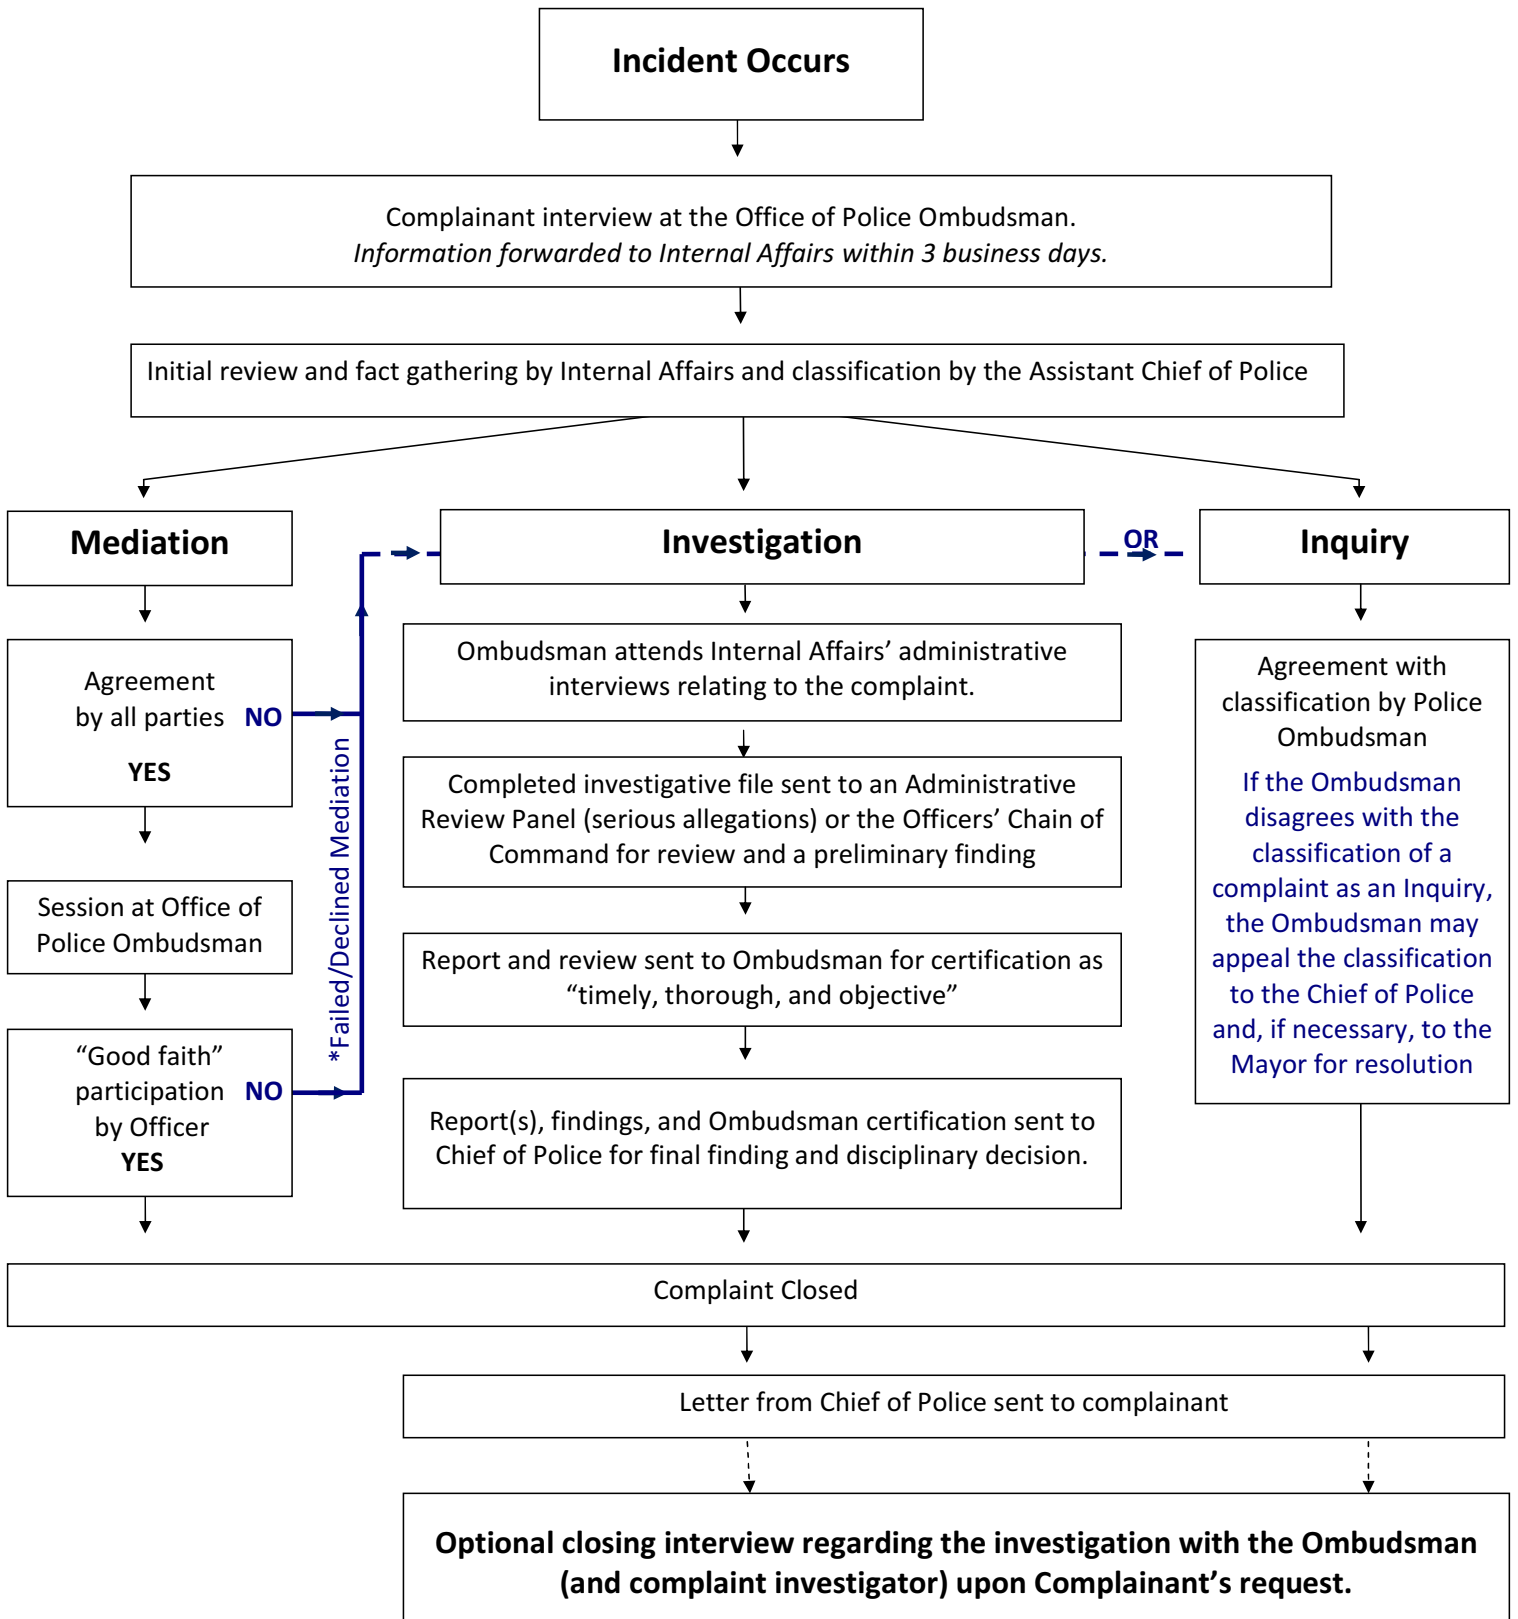 Incident Occurs
Complainant interview at the Office of Police Ombudsman.
Information forwarded to Internal Affairs within 3 business days.
Initial review and fact gathering by Internal Affairs and classification by the Assistant Chief of Police
Mediation
Agreement
by all parties NO
YES
Session at Office of
Police Ombudsman
“Good faith”
participation NO
by Officer
YES
*Failed/Declined Mediation
Investigation
Ombudsman attends Internal Affairs’ administrative
interviews relating to the complaint.
Completed investigative file sent to an Administrative
Review Panel (serious allegations) or the Officers’ Chain of
Command for review and a preliminary finding
Report and review sent to Ombudsman for certification as
“timely, thorough, and objective”
Report(s), findings, and Ombudsman certification sent to
Chief of Police for final finding and disciplinary decision.
OR
Inquiry
Agreement with
classification by Police
Ombudsman
If the Ombudsman
disagrees with the
classification of a
complaint as an Inquiry,
the Ombudsman may
appeal the classification
to the Chief of Police
and, if necessary, to the
Mayor for resolution
Complaint Closed
Letter from Chief of Police sent to complainant
Optional closing interview regarding the investigation with the Ombudsman
(and complaint investigator) upon Complainant’s request.